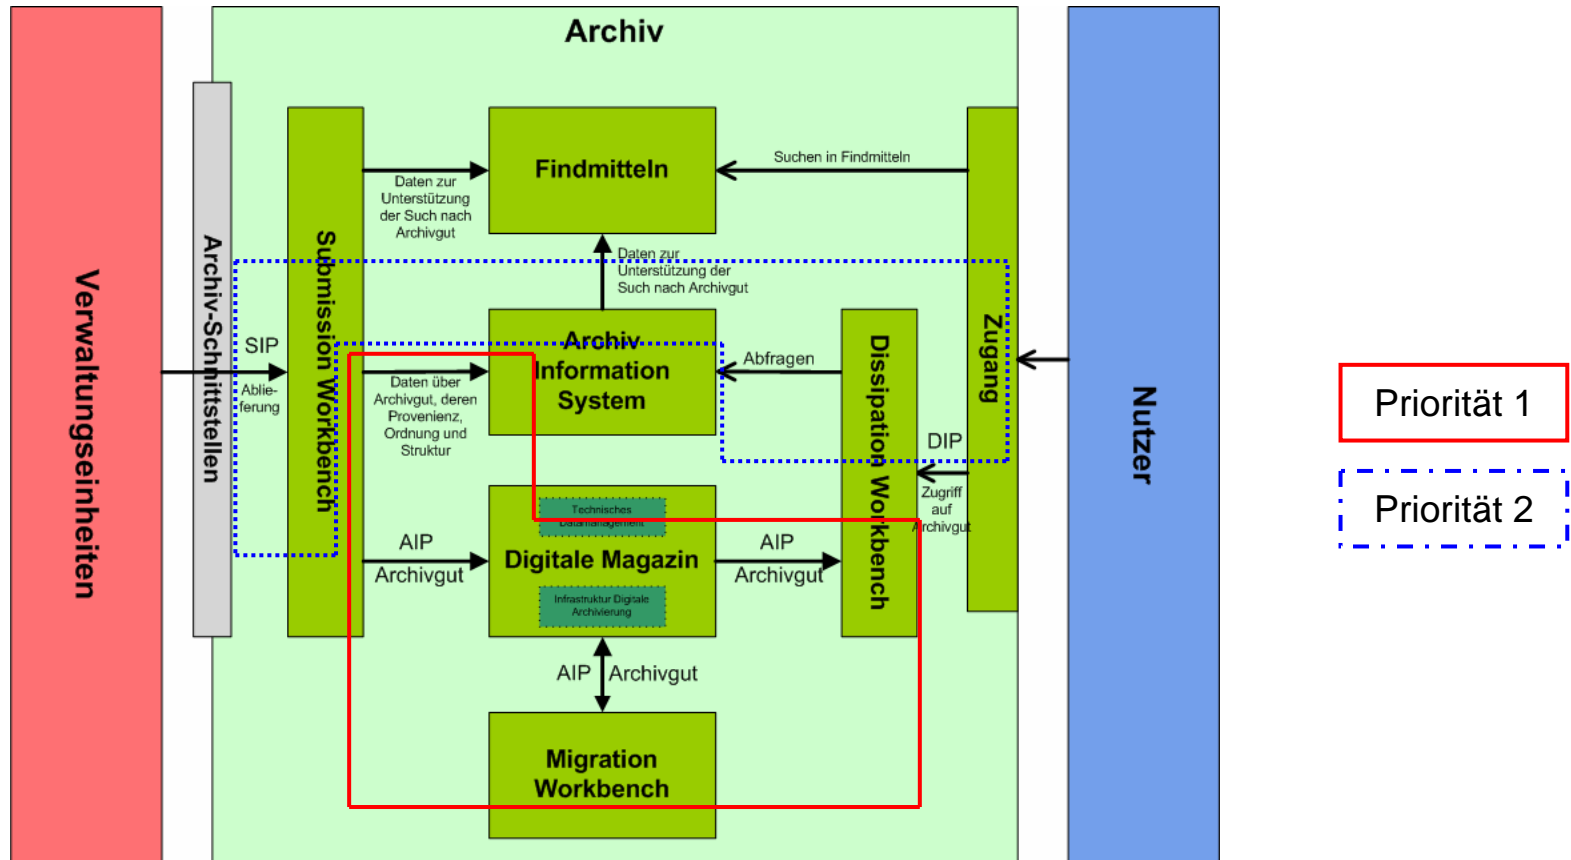 Archiv
Verwaltungseinheiten
Archiv-Schnittstellen
SIP
Ablie-
ferung
Submission Workbench
Daten zur
Unterstützung
der Such nach
Archivgut
Findmitteln
Suchen in Findmitteln
Daten zur
Unterstützung der
Such nach Archivgut
Daten über
Archivgut, deren
Provenienz,
Ordnung und
Struktur
Archiv
Information
System
Abfragen
Dissipation Workbench
Zugang
DIP
Zugriff
auf
Archivgut
AIP
Archivgut
Technisches
Datamanagement
Digitale Magazin
Infrastruktur Digitale
Archivierung
AIP
Archivgut
AIP
Archivgut
Migration
Workbench
Nutzer
Priorität 1
Priorität 2